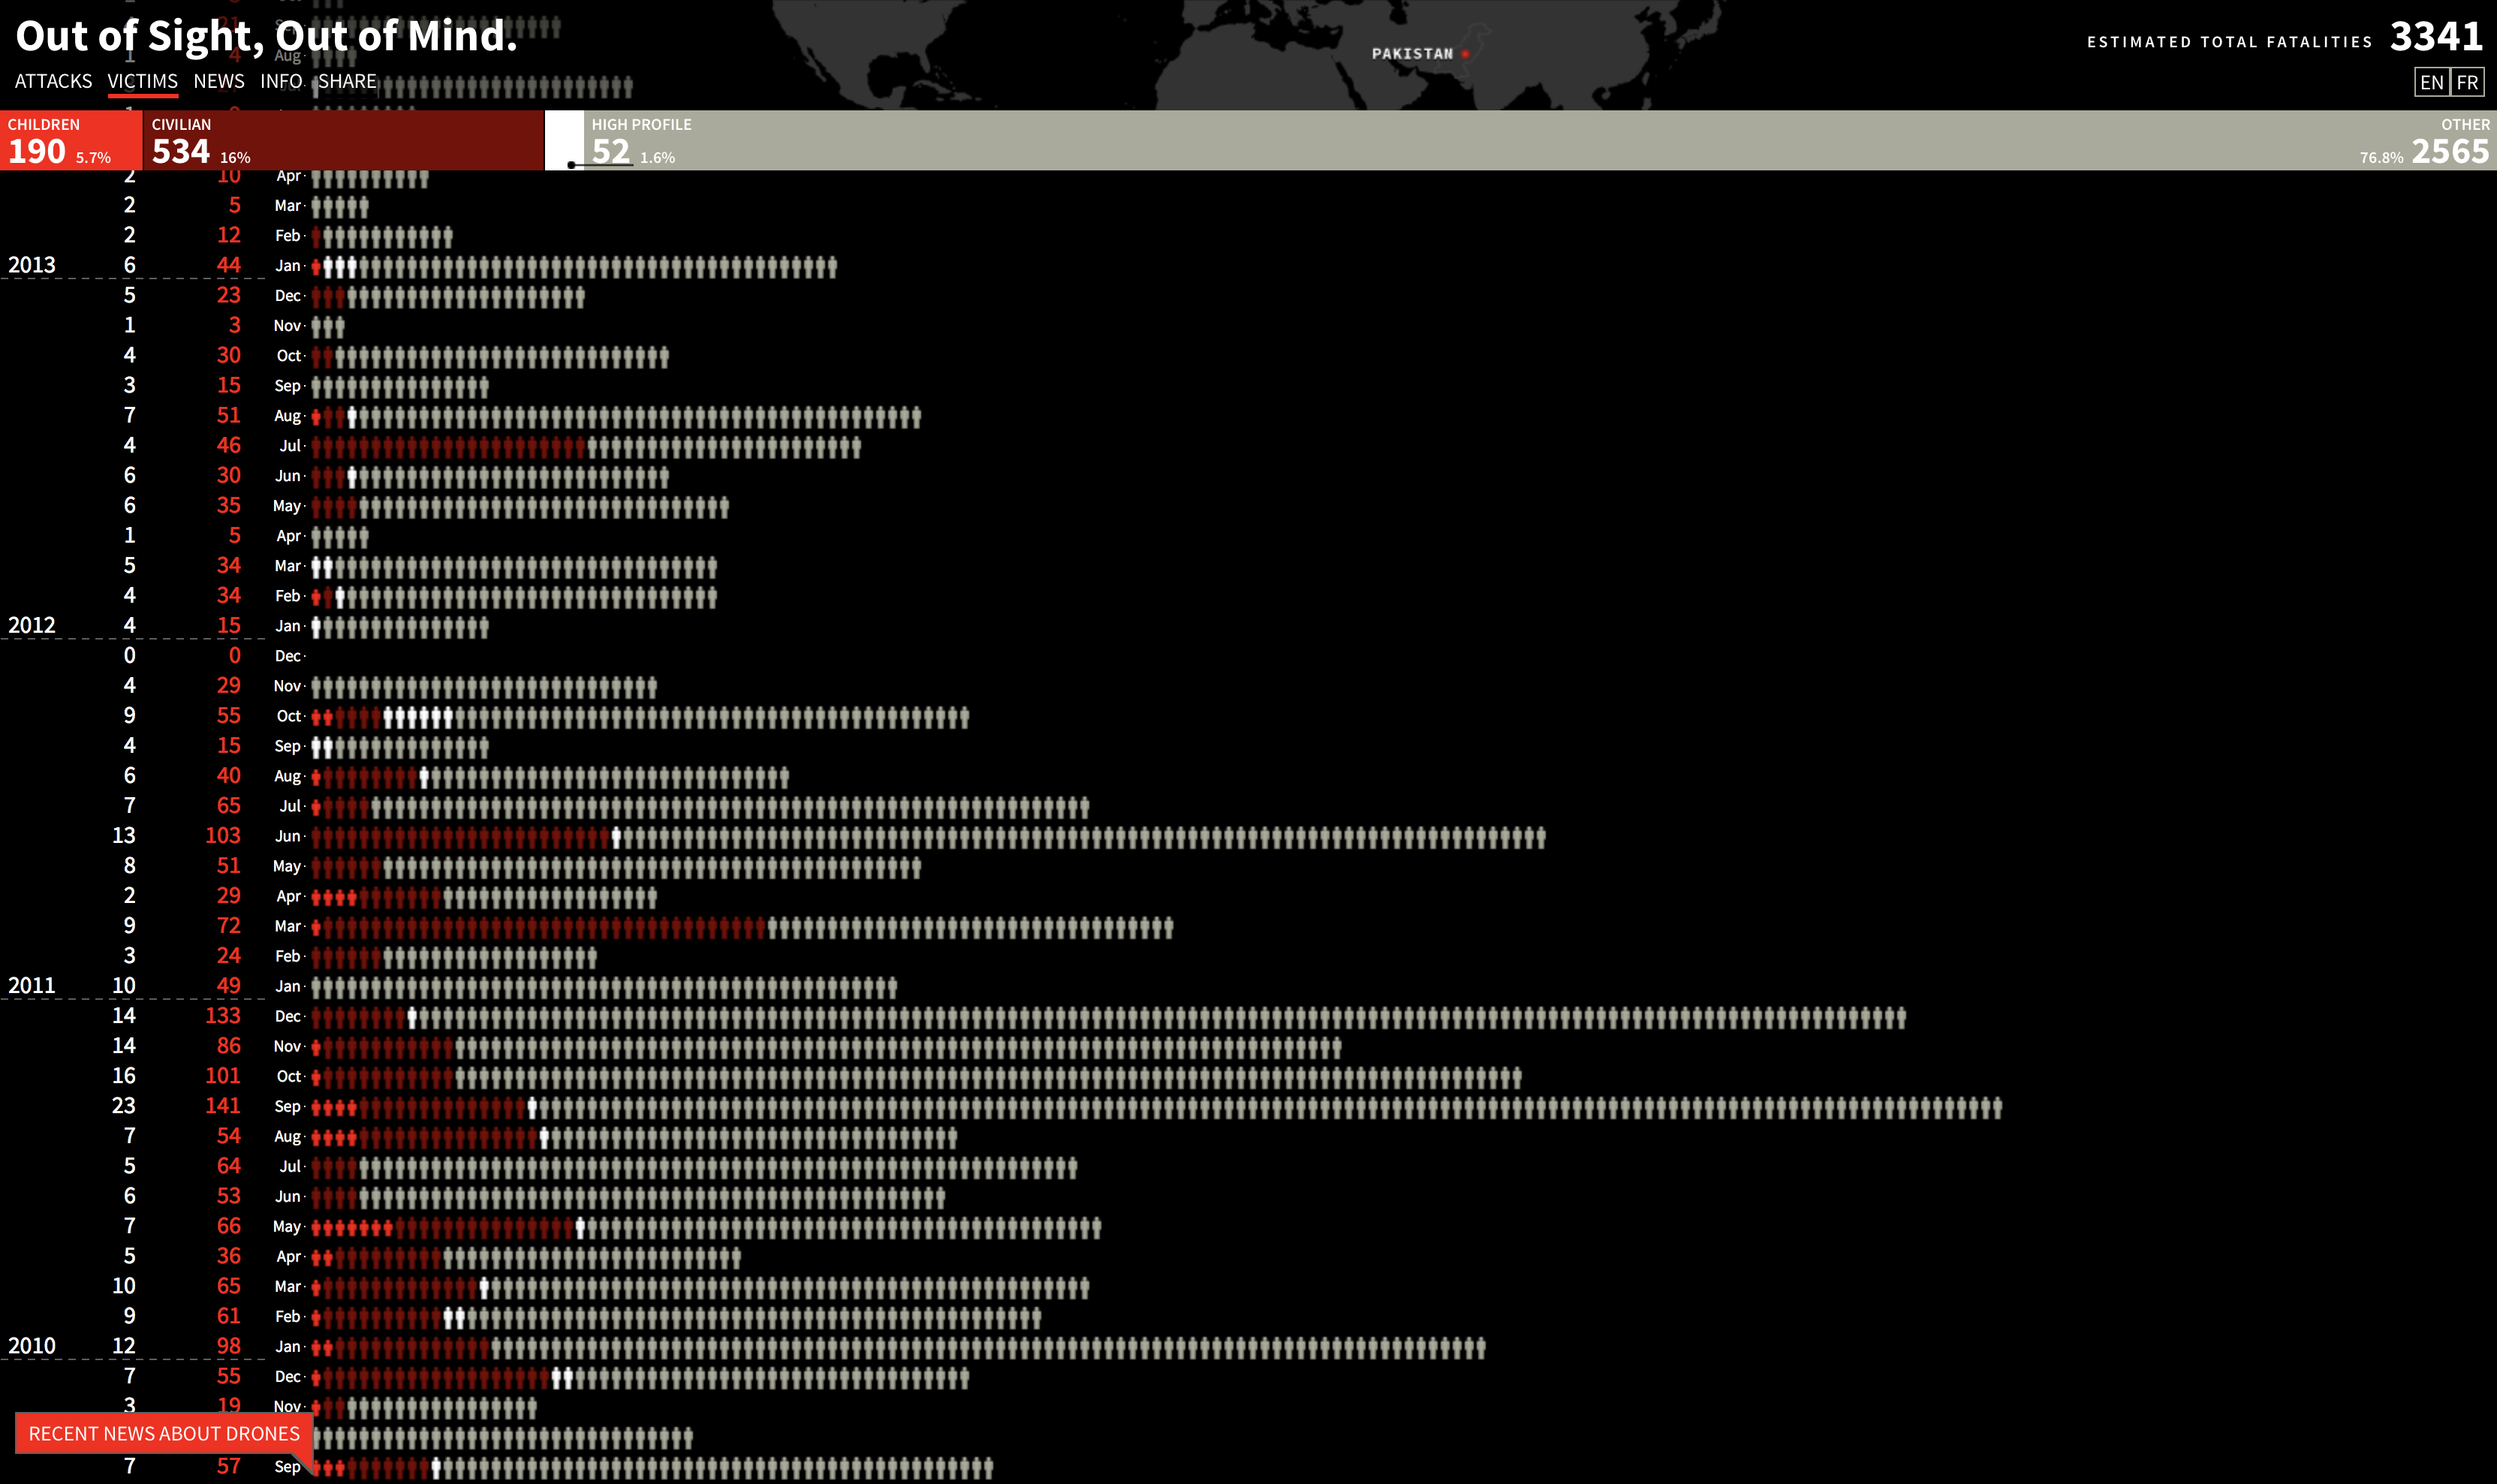 Out of Sight, Out of Mind.
ATTACKS VICTIMS NEWS INFO SHARE
PAKISTAN
ESTIMATED TOTAL FATALITIES 3341
EN FR
21
1 4 Aug
CHILDREN
190 5.7%
CIVILIAN
534 16%
HIGH PROFILE
52 1.6%
OTHER
76.8% 2565
2 10 Apr
2 5 Mar
2 12 Feb
2013 6 44 Jan
5 23 Dec
1 3 Nov
4 30 Oct
3 15 Sep
7 51 Aug
4 46 Jul
6 30 Jun
6 35 May
1 5 Apr
5 34 Mar
4 34 Feb
2012 4 15 Jan
0 0 Dec
4 29 Nov
9 55 Oct
4 15 Sep
6 40 Aug
7 65 Jul
13 103 Jun
8 51 May
2 29 Apr
9 72 Mar
3 24 Feb
2011 10 49 Jan
14 133 Dec
14 86 Nov
16 101 Oct
23 141 Sep
7 54 Aug
5 64 Jul
6 53 Jun
7 66 May
5 36 Apr
10 65 Mar
9 61 Feb
2010 12 98 Jan
7 55 Dec
3 19 Nov
RECENT NEWS ABOUT DRONES
7 57 Sep